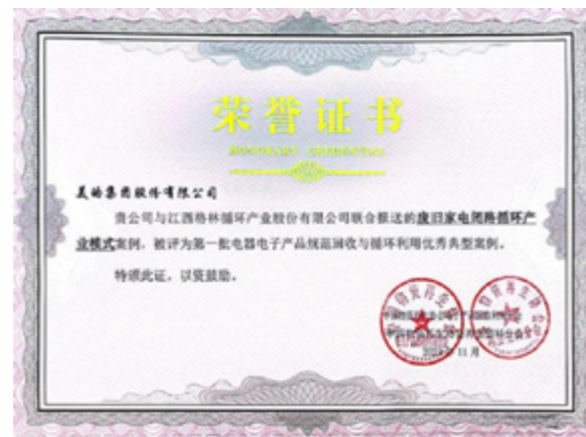 荣誉证书
HONORARY CREDENTIAL
美的集团股份有限公司
贵公司与江西格林循环产业股份有限公司联合报送的废旧家电闭路循环产
业模式案例，被评为第一批电器电子产品规范回收与循环利用优秀典型案例。
特颁此证，以资鼓励。
11月